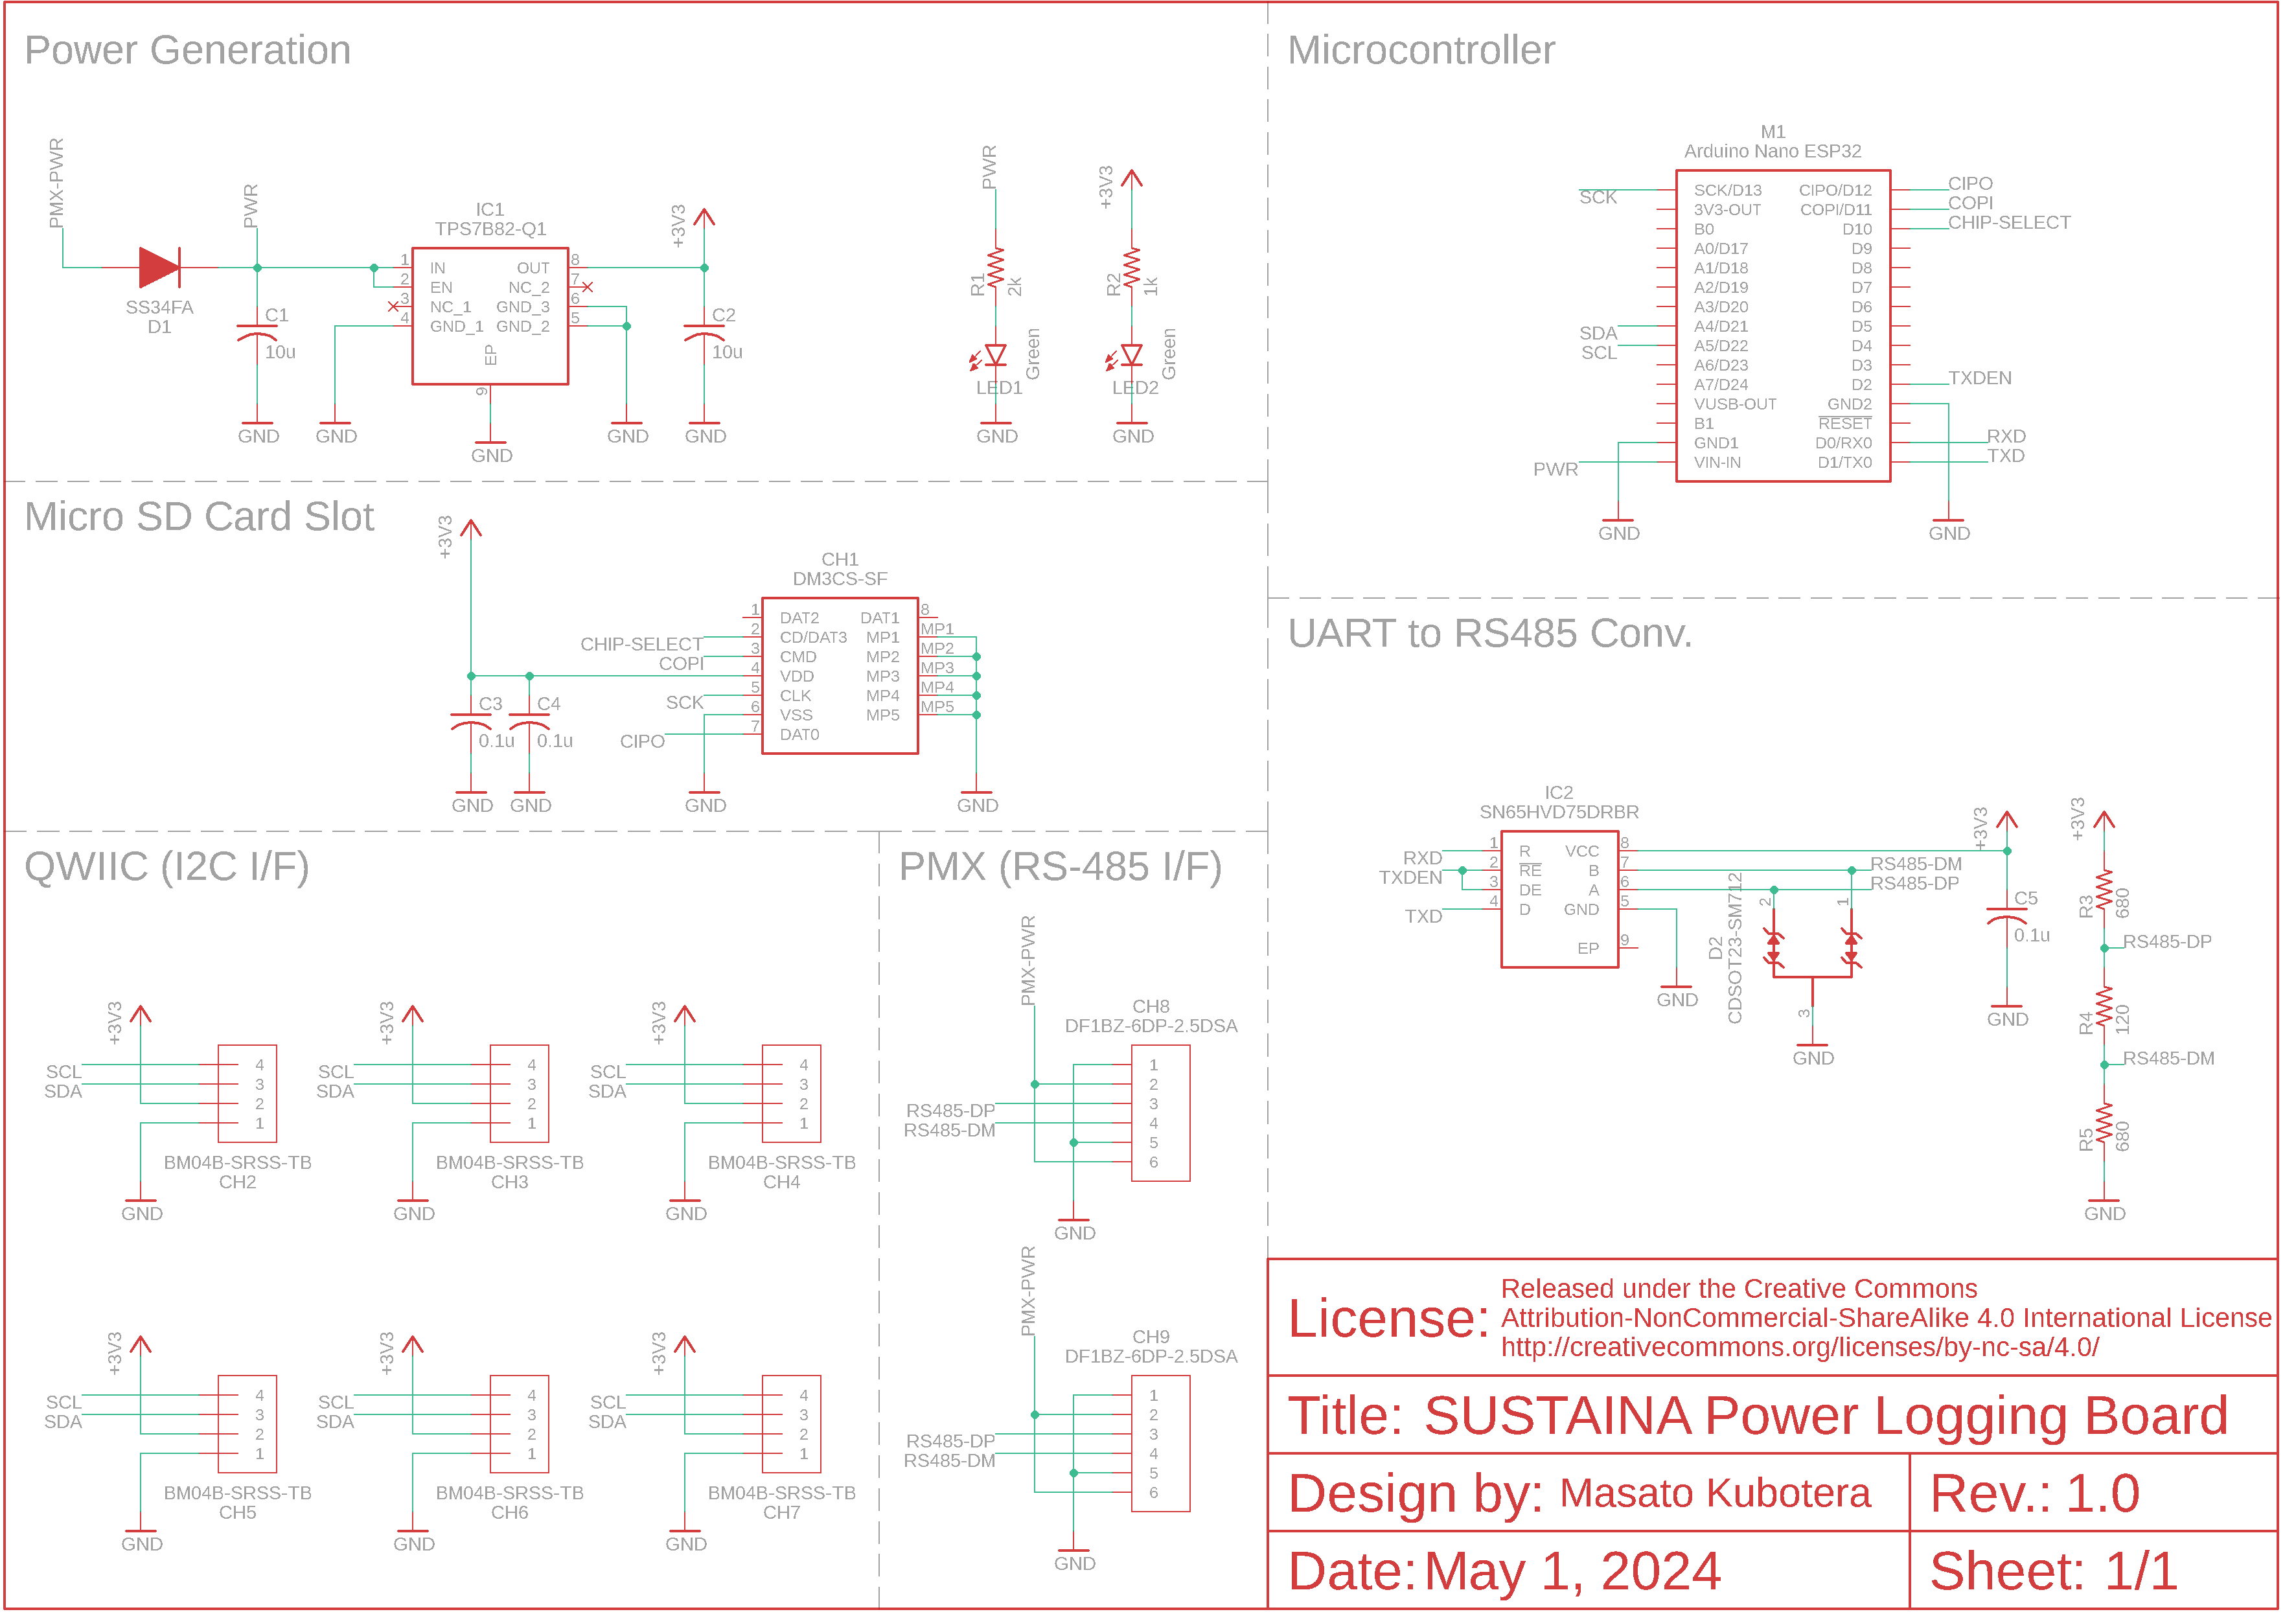 Power Generation
PMX-PWR
SS34FA
D1
PWR
C1
10u
GND
GND
IC1
TPS7B82-Q1
1 IN OUT 8
2 EN NC_2 7
3 NC_1 GND_3 6
4 GND_1 GND_2 5
EP
9
GND
GND
+3V3
C2
10u
GND
PWR
R1
2k
Green
LED1
GND
+3V3
R2
1k
Green
LED2
GND
Microcontroller
M1
Arduino Nano ESP32
SCK SCK/D13 CIPO/D12 CIPO
3V3-OUT COPI/D11 COPI
B0 D10 CHIP-SELECT
A0/D17 D9
A1/D18 D8
A2/D19 D7
A3/D20 D6
SDA A4/D21 D5
SCL A5/D22 D4
A6/D23 D3
A7/D24 D2 TXDEN
VUSB-OUT GND2
B1 RESET
GND1 D0/RX0 RXD
PWR VIN-IN D1/TX0 TXD
GND GND
Micro SD Card Slot
+3V3
C3
0.1u
GND
C4
0.1u
GND
CH1
DM3CS-SF
1 DAT2 DAT1 8
CHIP-SELECT 2 CD/DAT3 MP1 MP1
COPI 3 CMD MP2 MP2
4 VDD MP3 MP3
SCK 5 CLK MP4 MP4
6 VSS MP5 MP5
CIPO 7 DAT0
GND GND
UART to RS485 Conv.
IC2
SN65HVD75DRBR
RXD 1 R VCC 8
TXDEN 2 RE B 7 RS485-DM
3 DE A 6 RS485-DP
TXD 4 D GND 5
EP 9
GND
D2
CDSOT23-SM712
2
1
3
GND
+3V3
C5
0.1u
GND
+3V3
R3
680
RS485-DP
R4
120
RS485-DM
R5
680
GND
QWIIC (I2C I/F)
+3V3
SCL 4
SDA 3
2
1
BM04B-SRSS-TB
CH2
GND
+3V3
SCL 4
SDA 3
2
1
BM04B-SRSS-TB
CH3
GND
+3V3
SCL 4
SDA 3
2
1
BM04B-SRSS-TB
CH4
GND
+3V3
SCL 4
SDA 3
2
1
BM04B-SRSS-TB
CH5
GND
+3V3
SCL 4
SDA 3
2
1
BM04B-SRSS-TB
CH6
GND
+3V3
SCL 4
SDA 3
2
1
BM04B-SRSS-TB
CH7
GND
PMX (RS-485 I/F)
PMX-PWR
CH8
DF1BZ-6DP-2.5DSA
1
2
RS485-DP 3
RS485-DM 4
5
6
GND
PMX-PWR
CH9
DF1BZ-6DP-2.5DSA
1
2
RS485-DP 3
RS485-DM 4
5
6
GND
License: Released under the Creative Commons
Attribution-NonCommercial-ShareAlike 4.0 International License
http://creativecommons.org/licenses/by-nc-sa/4.0/
Title: SUSTAINA Power Logging Board
Design by: Masato Kubotera
Rev.: 1.0
Date: May 1, 2024
Sheet: 1/1